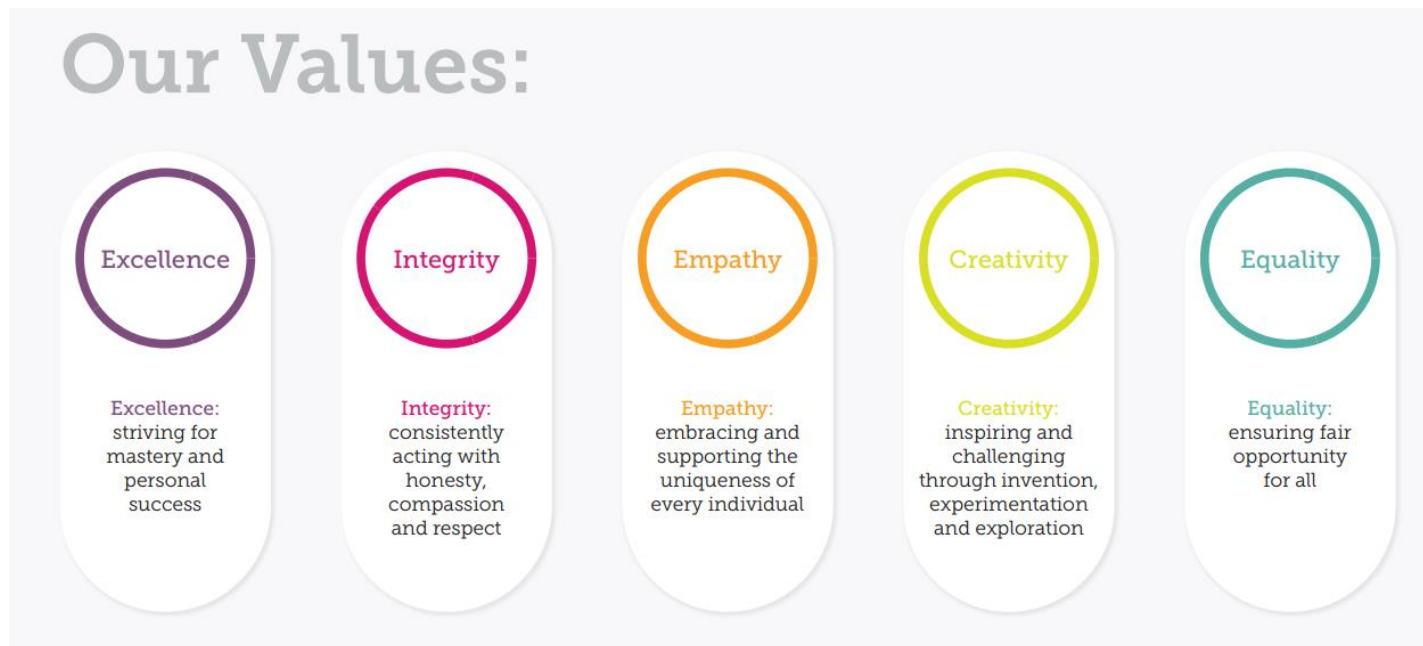 Our Values:
Excellence
Integrity
Empathy
Creativity
Equality
Excellence:
striving for
mastery and
personal
success
Integrity:
consistently
acting with
honesty,
compassion
and respect
Empathy:
embracing and
supporting the
uniqueness of
every individual
Creativity:
inspiring and
challenging
through invention,
experimentation
and exploration
Equality:
ensuring fair
opportunity
for all